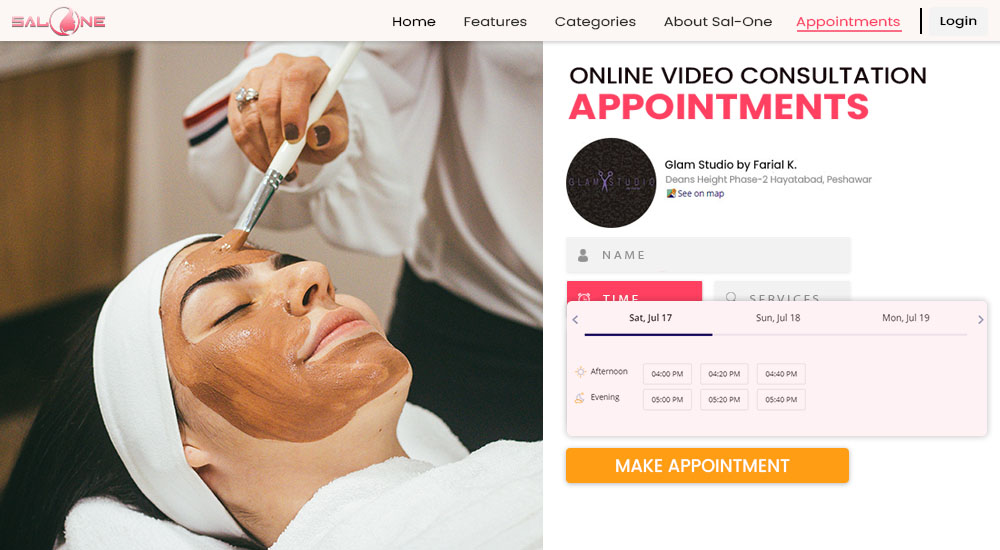 SALONE
Home Features Categories About Sal-One Appointments Login
ONLINE VIDEO CONSULTATION
APPOINTMENTS
GLAM STUDIO
Glam Studio by Farial K.
Deans Height Phase-2 Hayatabad, Peshawar
See on map
NAME
TIME SERVICES
Sat, Jul 17 Sun, Jul 18 Mon, Jul 19
Afternoon 04:00 PM 04:20 PM 04:40 PM
Evening 05:00 PM 05:20 PM 05:40 PM
MAKE APPOINTMENT